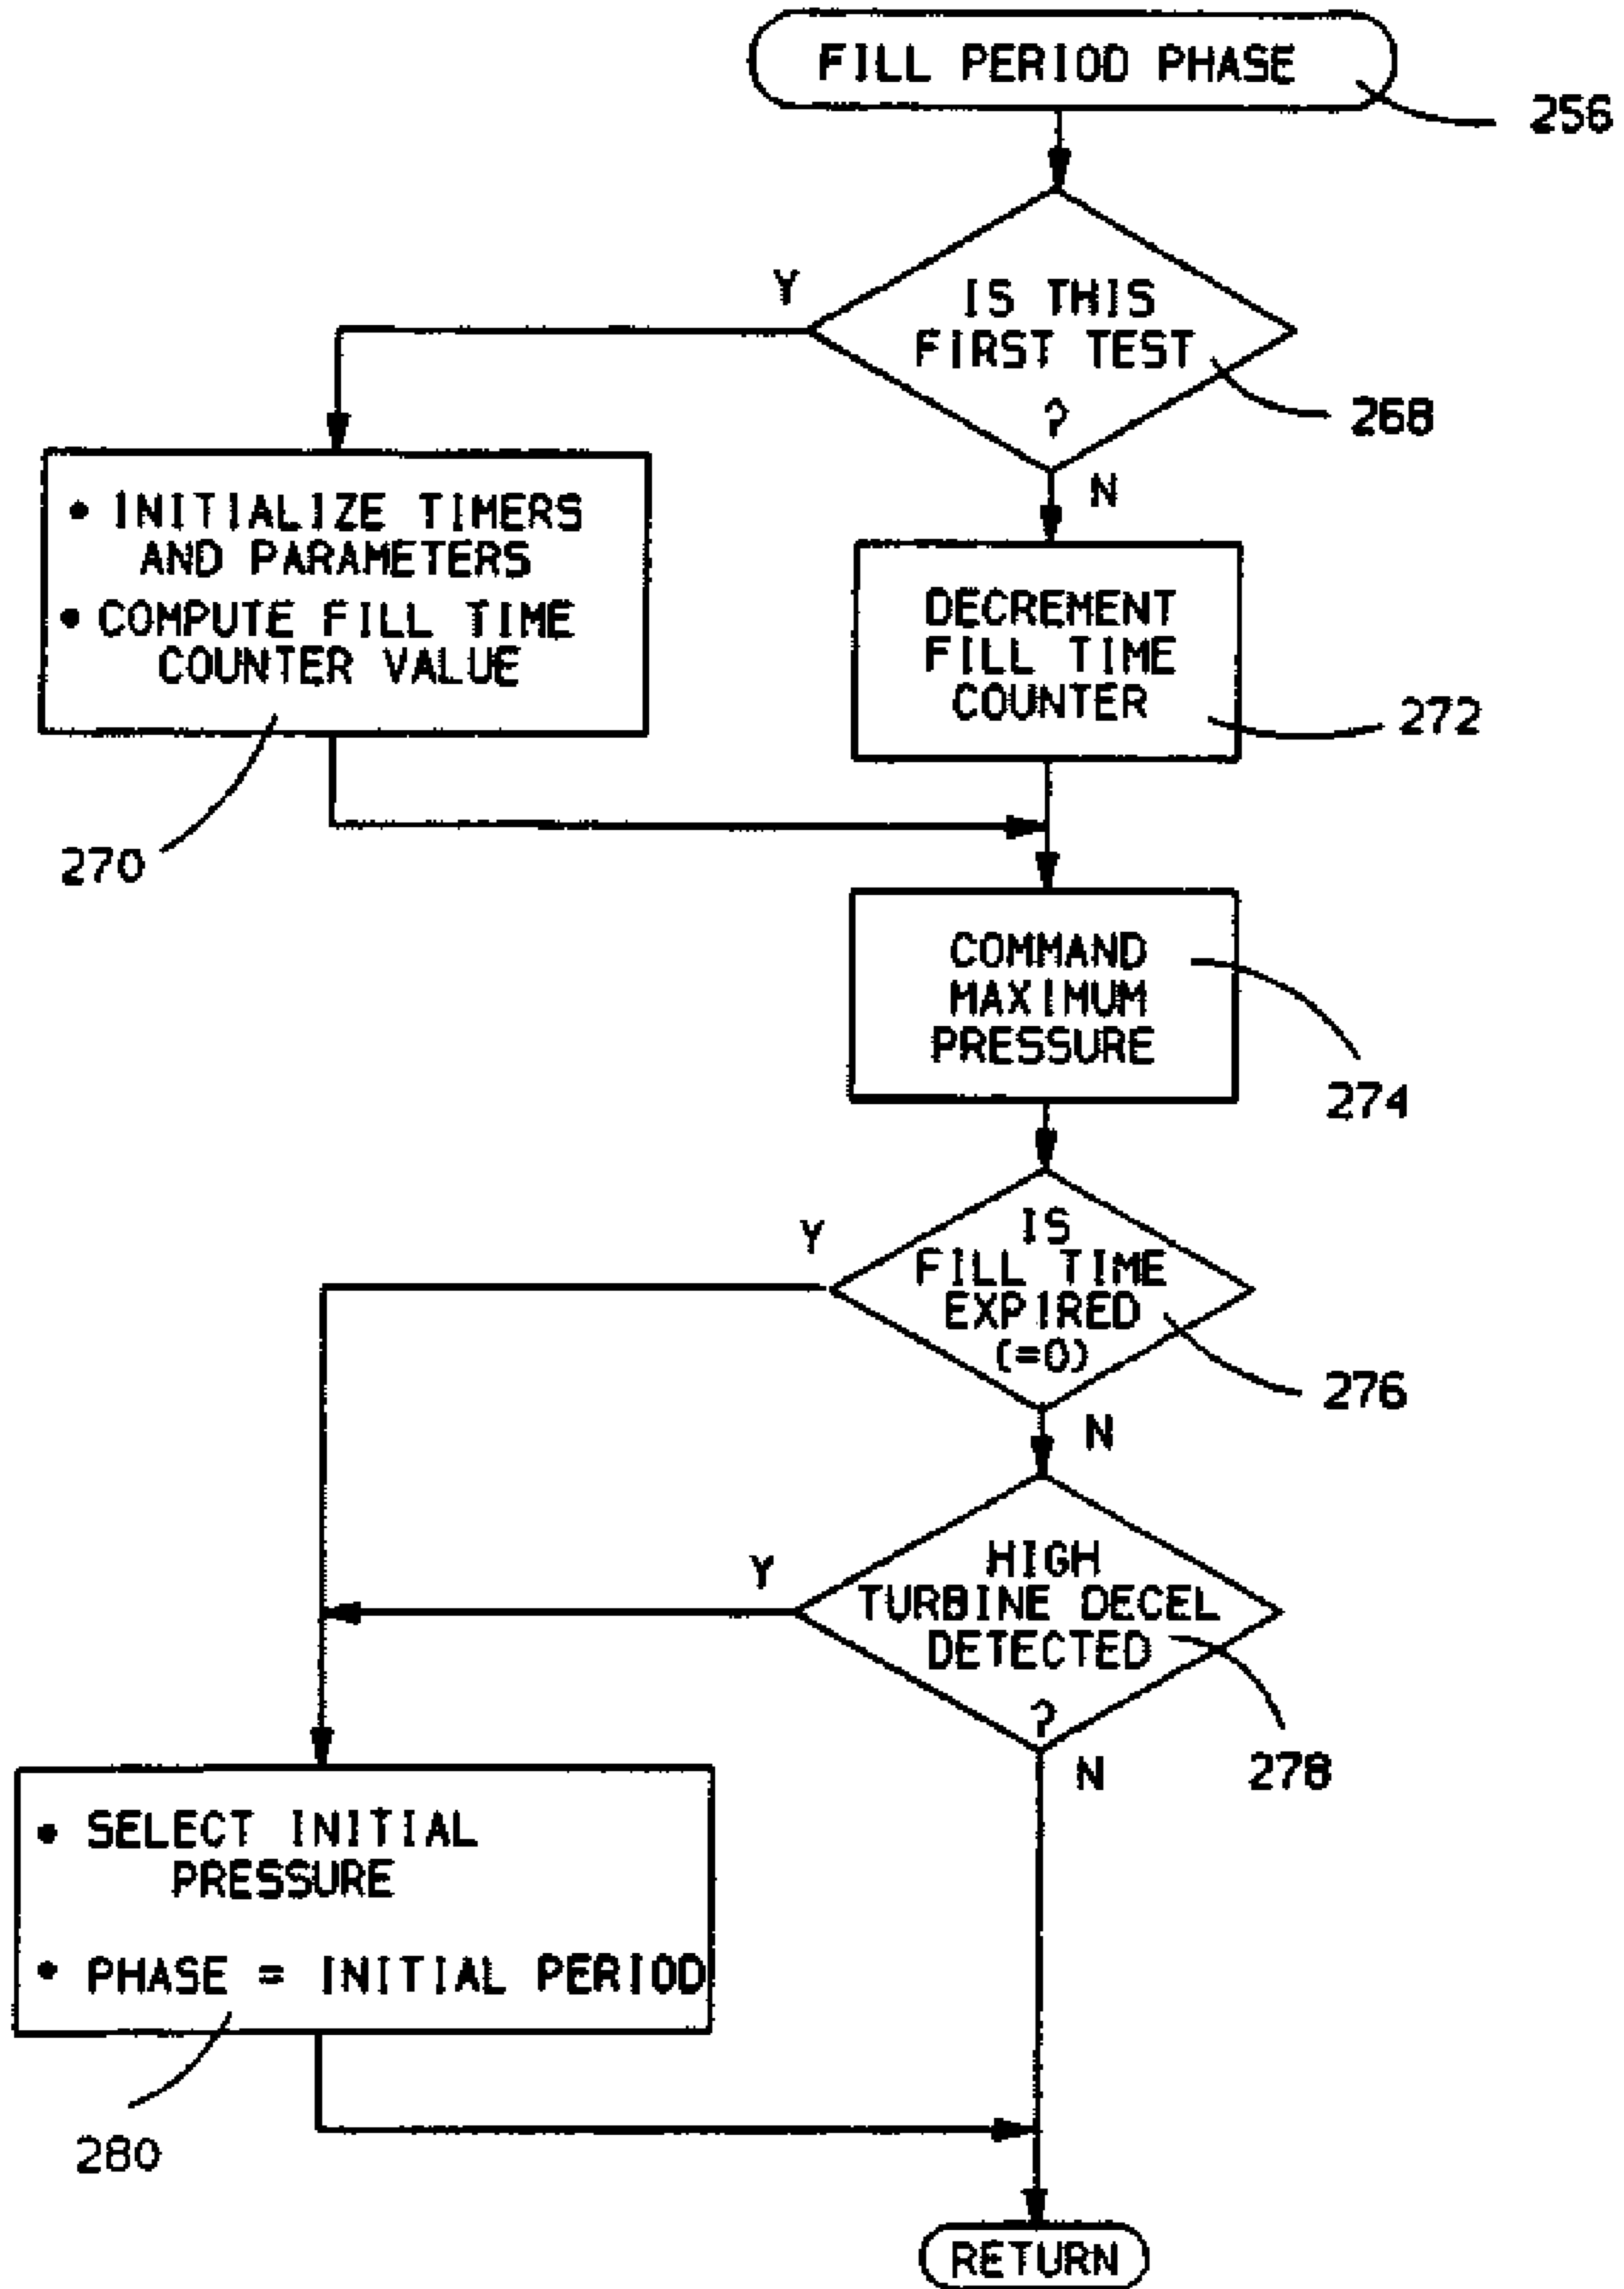 FILL PERIOD PHASE
256
IS THIS
FIRST TEST
?
268
Y
N
• INITIALIZE TIMERS
AND PARAMETERS
• COMPUTE FILL TIME
COUNTER VALUE
270
DECREMENT
FILL TIME
COUNTER
272
COMMAND
MAXIMUM
PRESSURE
274
IS
FILL TIME
EXPIRED
(=0)
276
Y
N
HIGH
TURBINE DECEL
DETECTED
?
278
Y
N
• SELECT INITIAL
PRESSURE
• PHASE = INITIAL PERIOD
280
RETURN